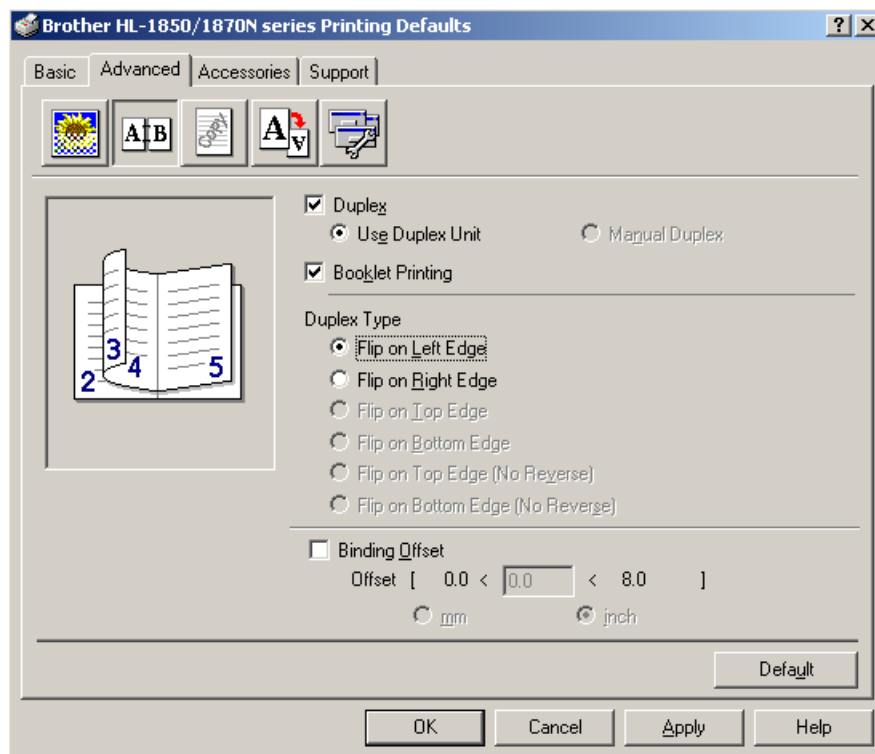 Brother HL-1850/1870N series Printing Defaults
Basic Advanced Accessories Support
A B COPY A A
Duplex
Use Duplex Unit Manual Duplex
Booklet Printing
Duplex Type
Flip on Left Edge
Flip on Right Edge
Flip on Top Edge
Flip on Bottom Edge
Flip on Top Edge (No Reverse)
Flip on Bottom Edge (No Reverse)
2 3 4 5
Binding Offset
Offset [ 0.0 < 0.0 < 8.0 ]
mm inch
Default
OK Cancel Apply Help